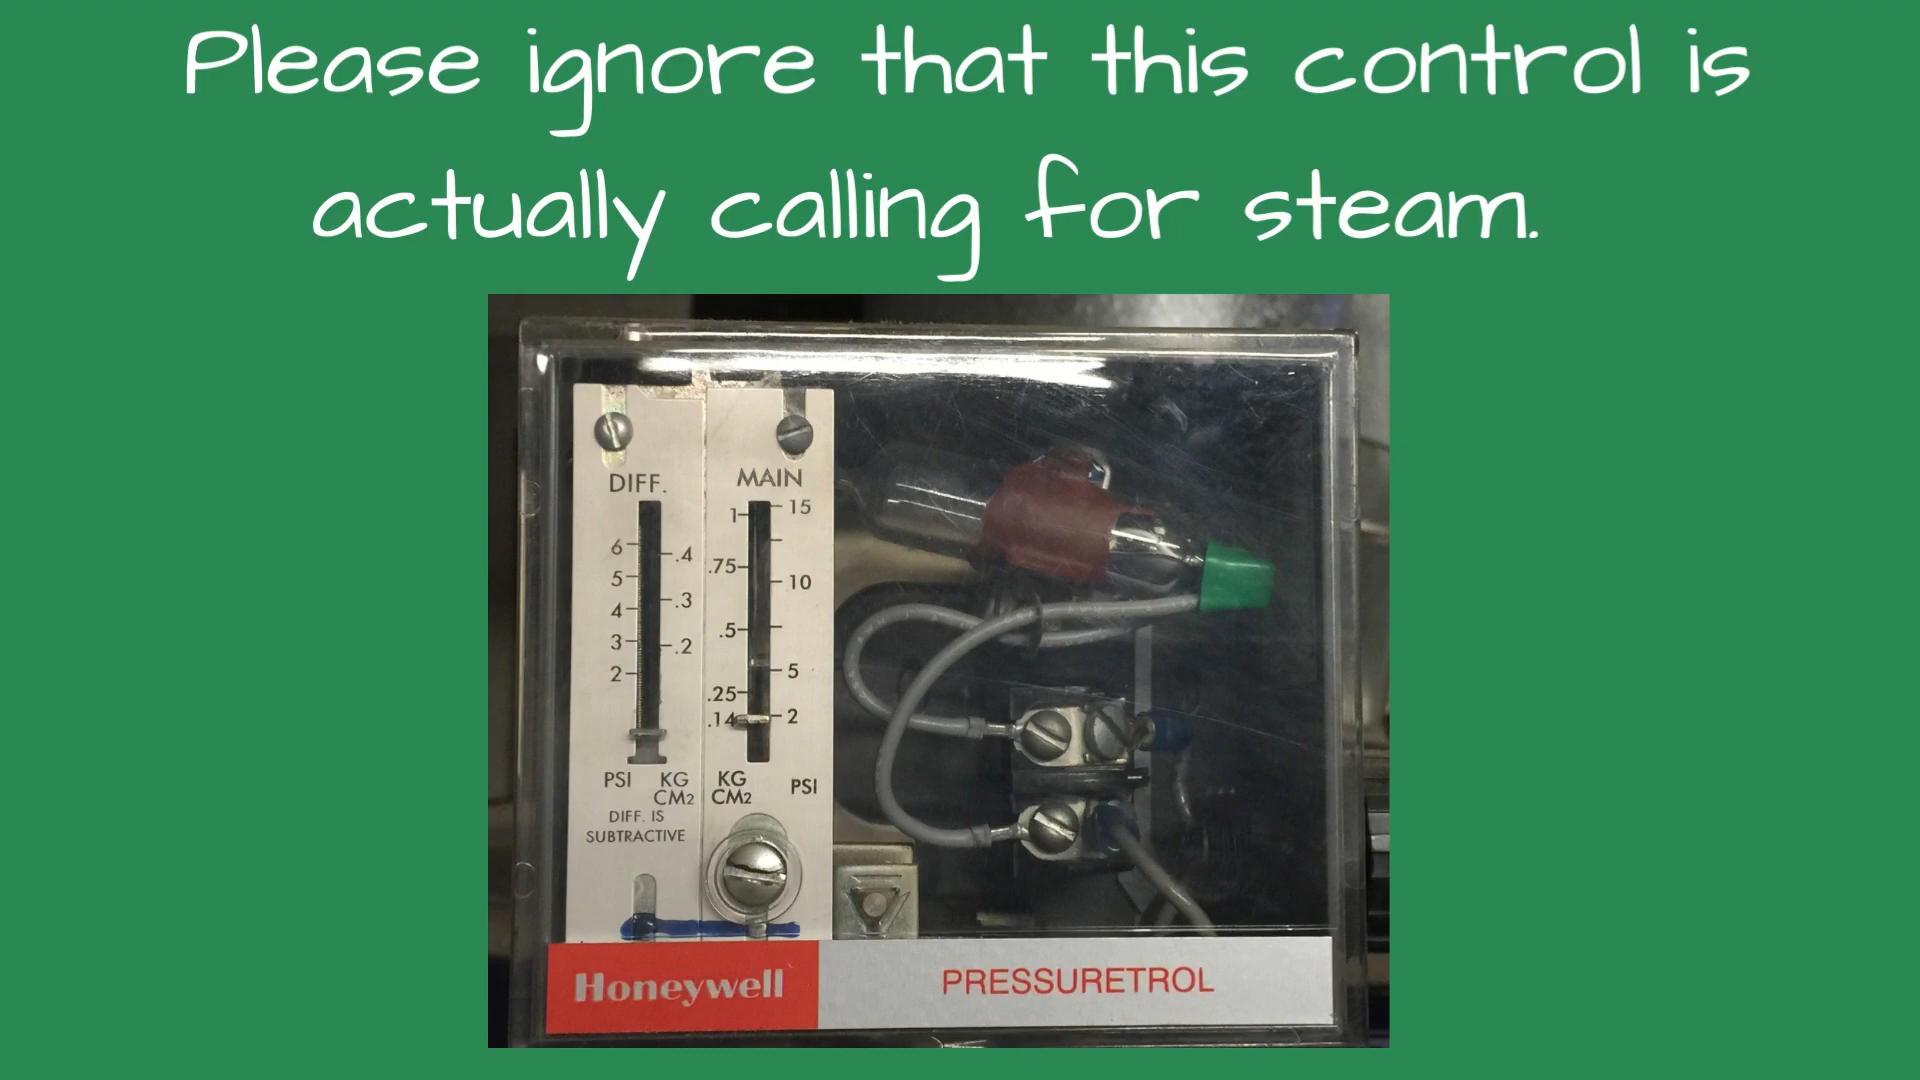 Please ignore that this control is
actually calling for steam.
DIFF.
6
5
4
3
2
.4
.3
.2
PSI
KG
CM2
DIFF. IS
SUBTRACTIVE
MAIN
1
.75
.5
.25
.14
15
10
5
2
KG
CM2
PSI
Honeywell
PRESSURETROL